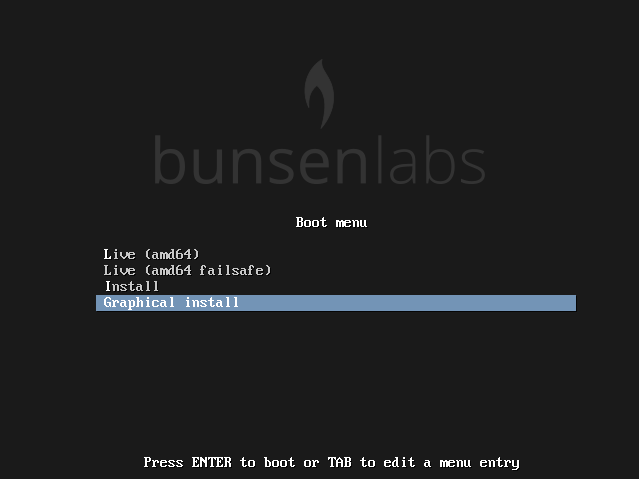 bunsenlabs
Boot menu
Live (amd64)
Live (amd64 failsafe)
Install
Graphical install
Press ENTER to boot or TAB to edit a menu entry